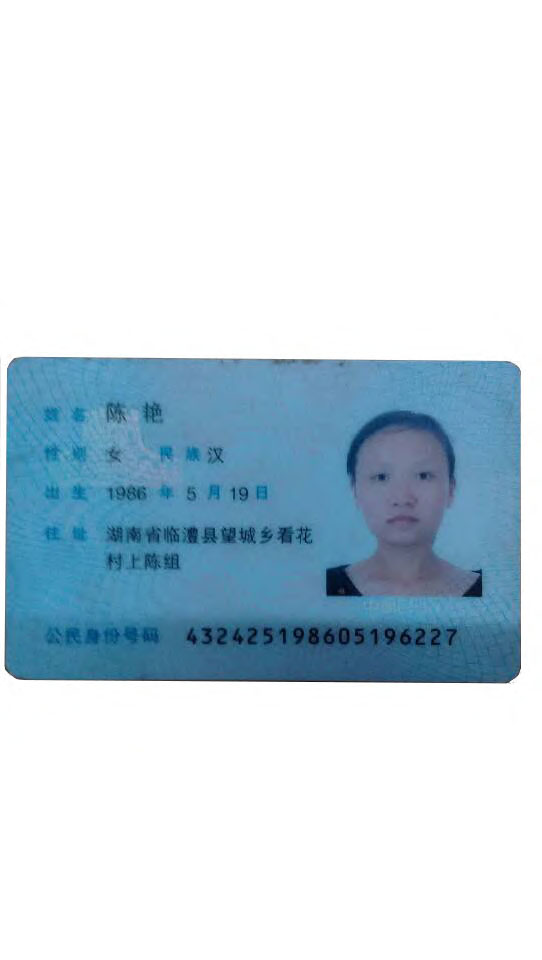 姓名 陈艳
性别 女 民族 汉
出生 1986 年 5 月 19 日
住址 湖南省临澧县望城乡看花
村上陈组
公民身份号码 432425198605196227